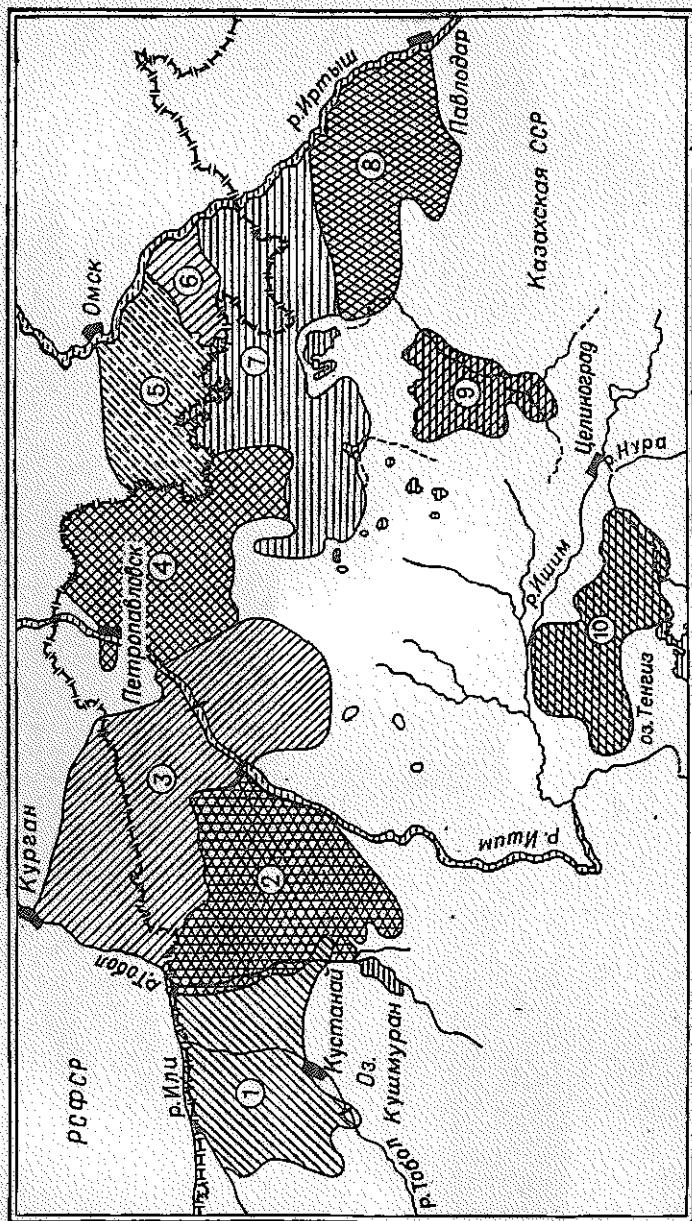 РСФСР
Курган
р.Тобол
р.Или
1
2
3
Петропавловск
4
5
Омск
6
7
р.Иртыш
8
Павлодар
Казахская ССР
9
Целиноград
р.Нура
р.Ишим
10
оз.Тенгиз
р.Ишим
Кустанай
Оз.
Кушмуран
р.Тобол